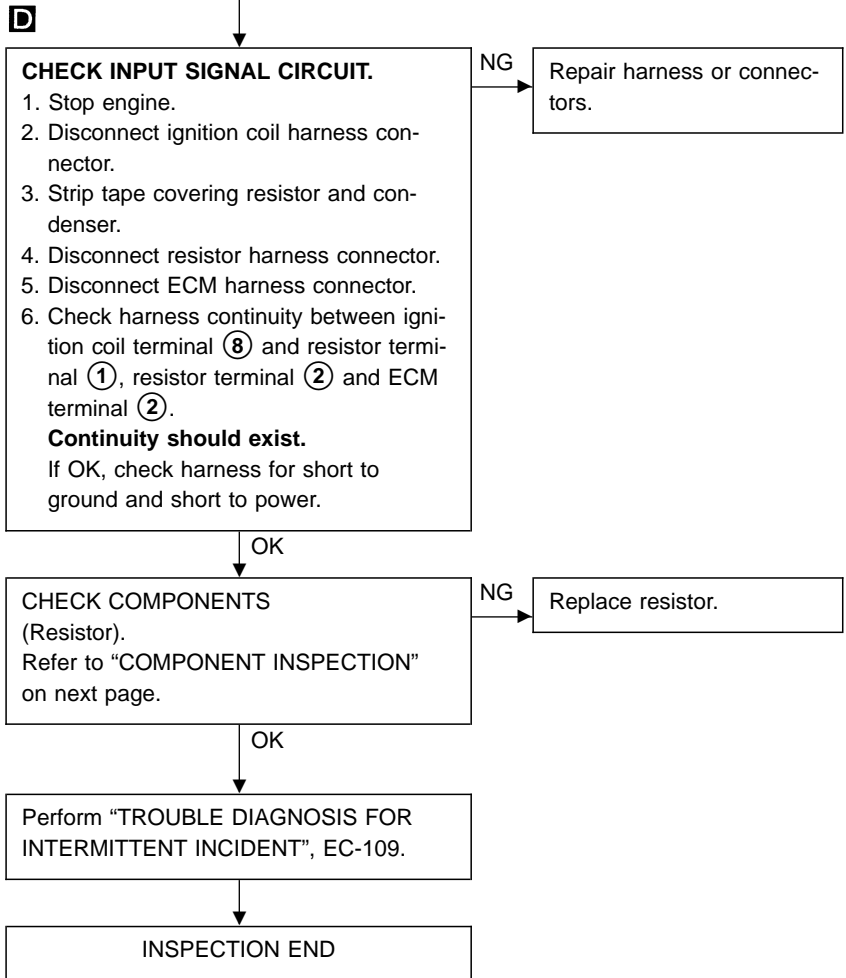 D
CHECK INPUT SIGNAL CIRCUIT.
1. Stop engine.
2. Disconnect ignition coil harness con-
nector.
3. Strip tape covering resistor and con-
denser.
4. Disconnect resistor harness connector.
5. Disconnect ECM harness connector.
6. Check harness continuity between igni-
tion coil terminal ⑧ and resistor termi-
nal ①, resistor terminal ② and ECM
terminal ②.
Continuity should exist.
If OK, check harness for short to
ground and short to power.
NG
Repair harness or connec-
tors.
OK
CHECK COMPONENTS
(Resistor).
Refer to “COMPONENT INSPECTION”
on next page.
NG
Replace resistor.
OK
Perform “TROUBLE DIAGNOSIS FOR
INTERMITTENT INCIDENT”, EC-109.
INSPECTION END